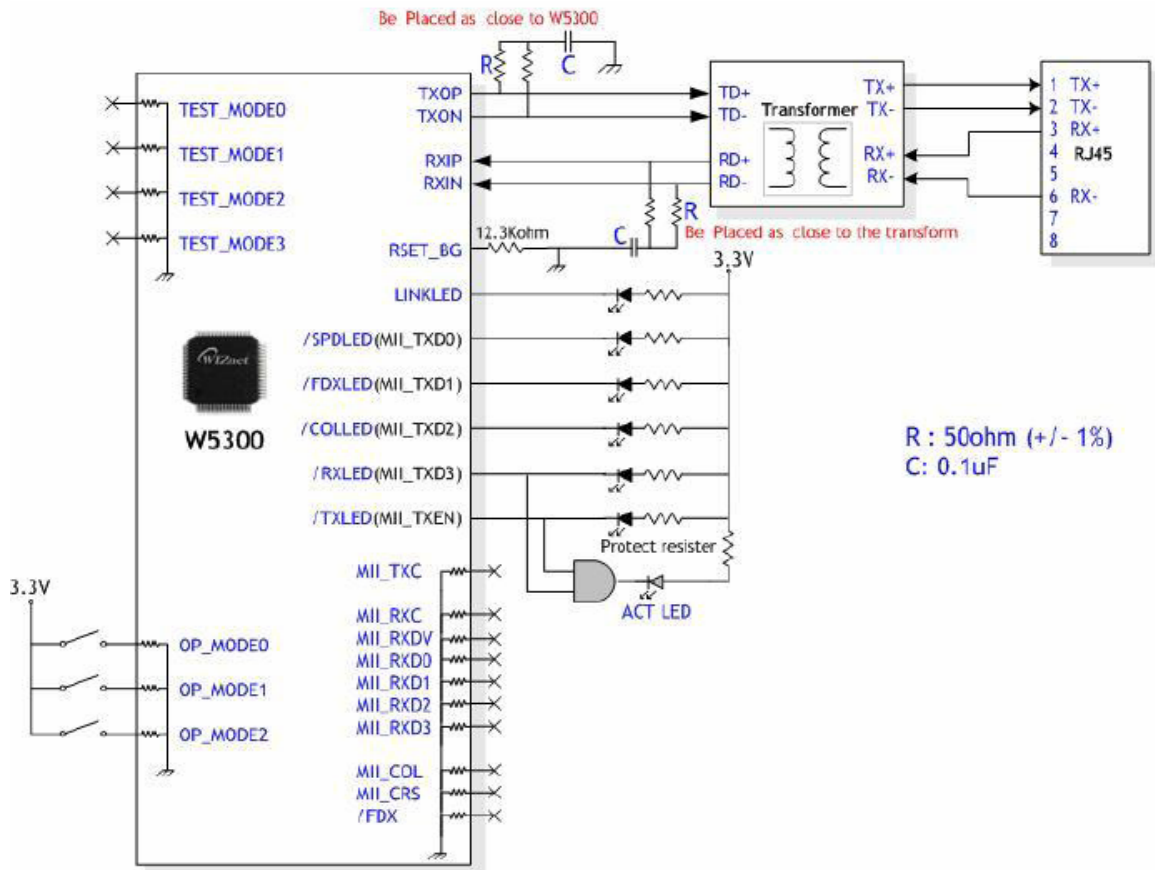 Be Placed as close to W5300
R
C
TEST_MODE0
TEST_MODE1
TEST_MODE2
TEST_MODE3
TXOP
TXON
RXIP
RXIN
RSET_BG
12.3Kohm
C
R
Be Placed as close to the transform
TD+
TD-
RD+
RD-
Transformer
TX+
TX-
RX+
RX-
1 TX+
2 TX-
3 RX+
4
RJ45
5
6 RX-
7
8
3.3V
LINKLED
/SPDLED(MII_TXD0)
/FDXLED(MII_TXD1)
/COLLED(MII_TXD2)
/RXLED(MII_TXD3)
/TXLED(MII_TXEN)
WIZnet
W5300
R : 50ohm (+/- 1%)
C: 0.1uF
Protect resister
ACT LED
MII_TXC
MII_RXC
MII_RXDV
MII_RXD0
MII_RXD1
MII_RXD2
MII_RXD3
MII_COL
MII_CRS
/FDX
3.3V
OP_MODE0
OP_MODE1
OP_MODE2